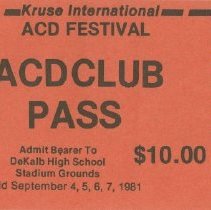 Kruse International
ACD FESTIVAL
ACDCLUB
PASS
Admit Bearer To
DeKalb High School
Stadium Grounds
$10.00
September 4, 5, 6, 7, 1981